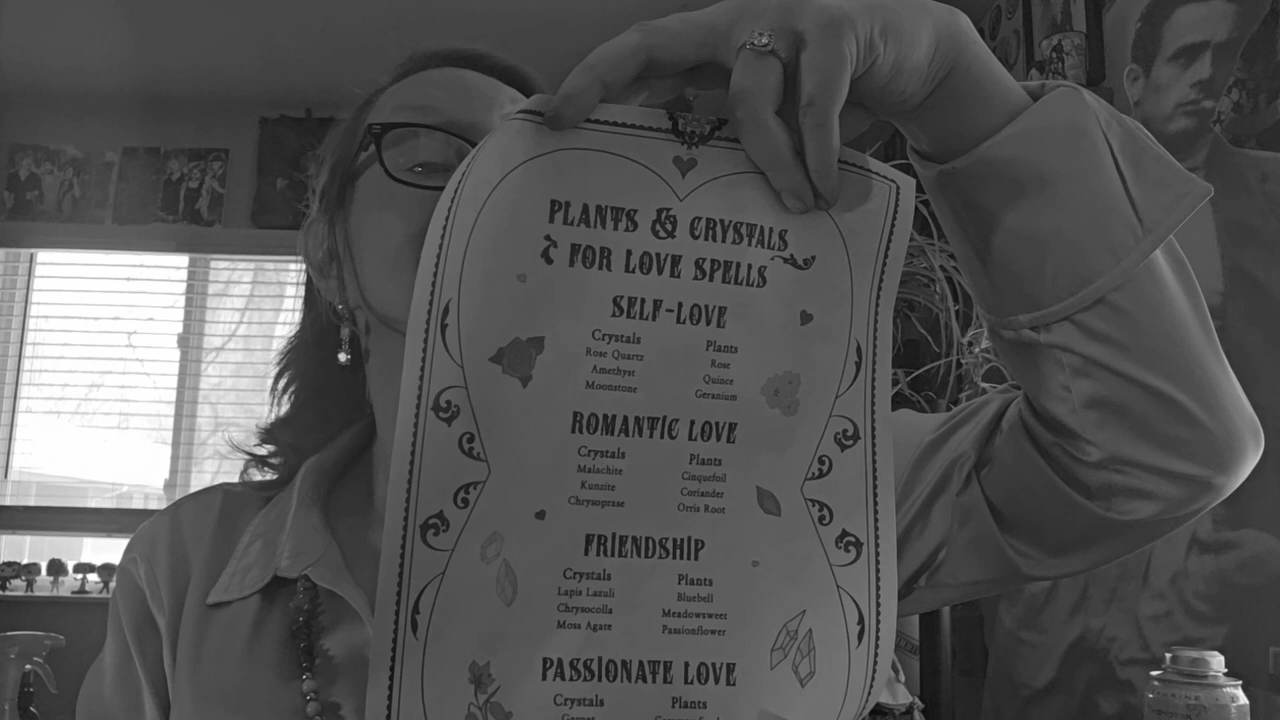 PLANTS & CRYSTALS
FOR LOVE SPELLS
SELF-LOVE
Crystals
Rose Quartz
Amethyst
Moonstone
Plants
Rose
Quince
Geranium
ROMANTIC LOVE
Crystals
Malachite
Kunzite
Chrysoprase
Plants
Cinquefoil
Coriander
Orris Root
FRIENDSHIP
Crystals
Lapis Lazuli
Chrysocolla
Moss Agate
Plants
Bluebell
Meadowsweet
Passionflower
PASSIONATE LOVE
Crystals
Garnet
Plants